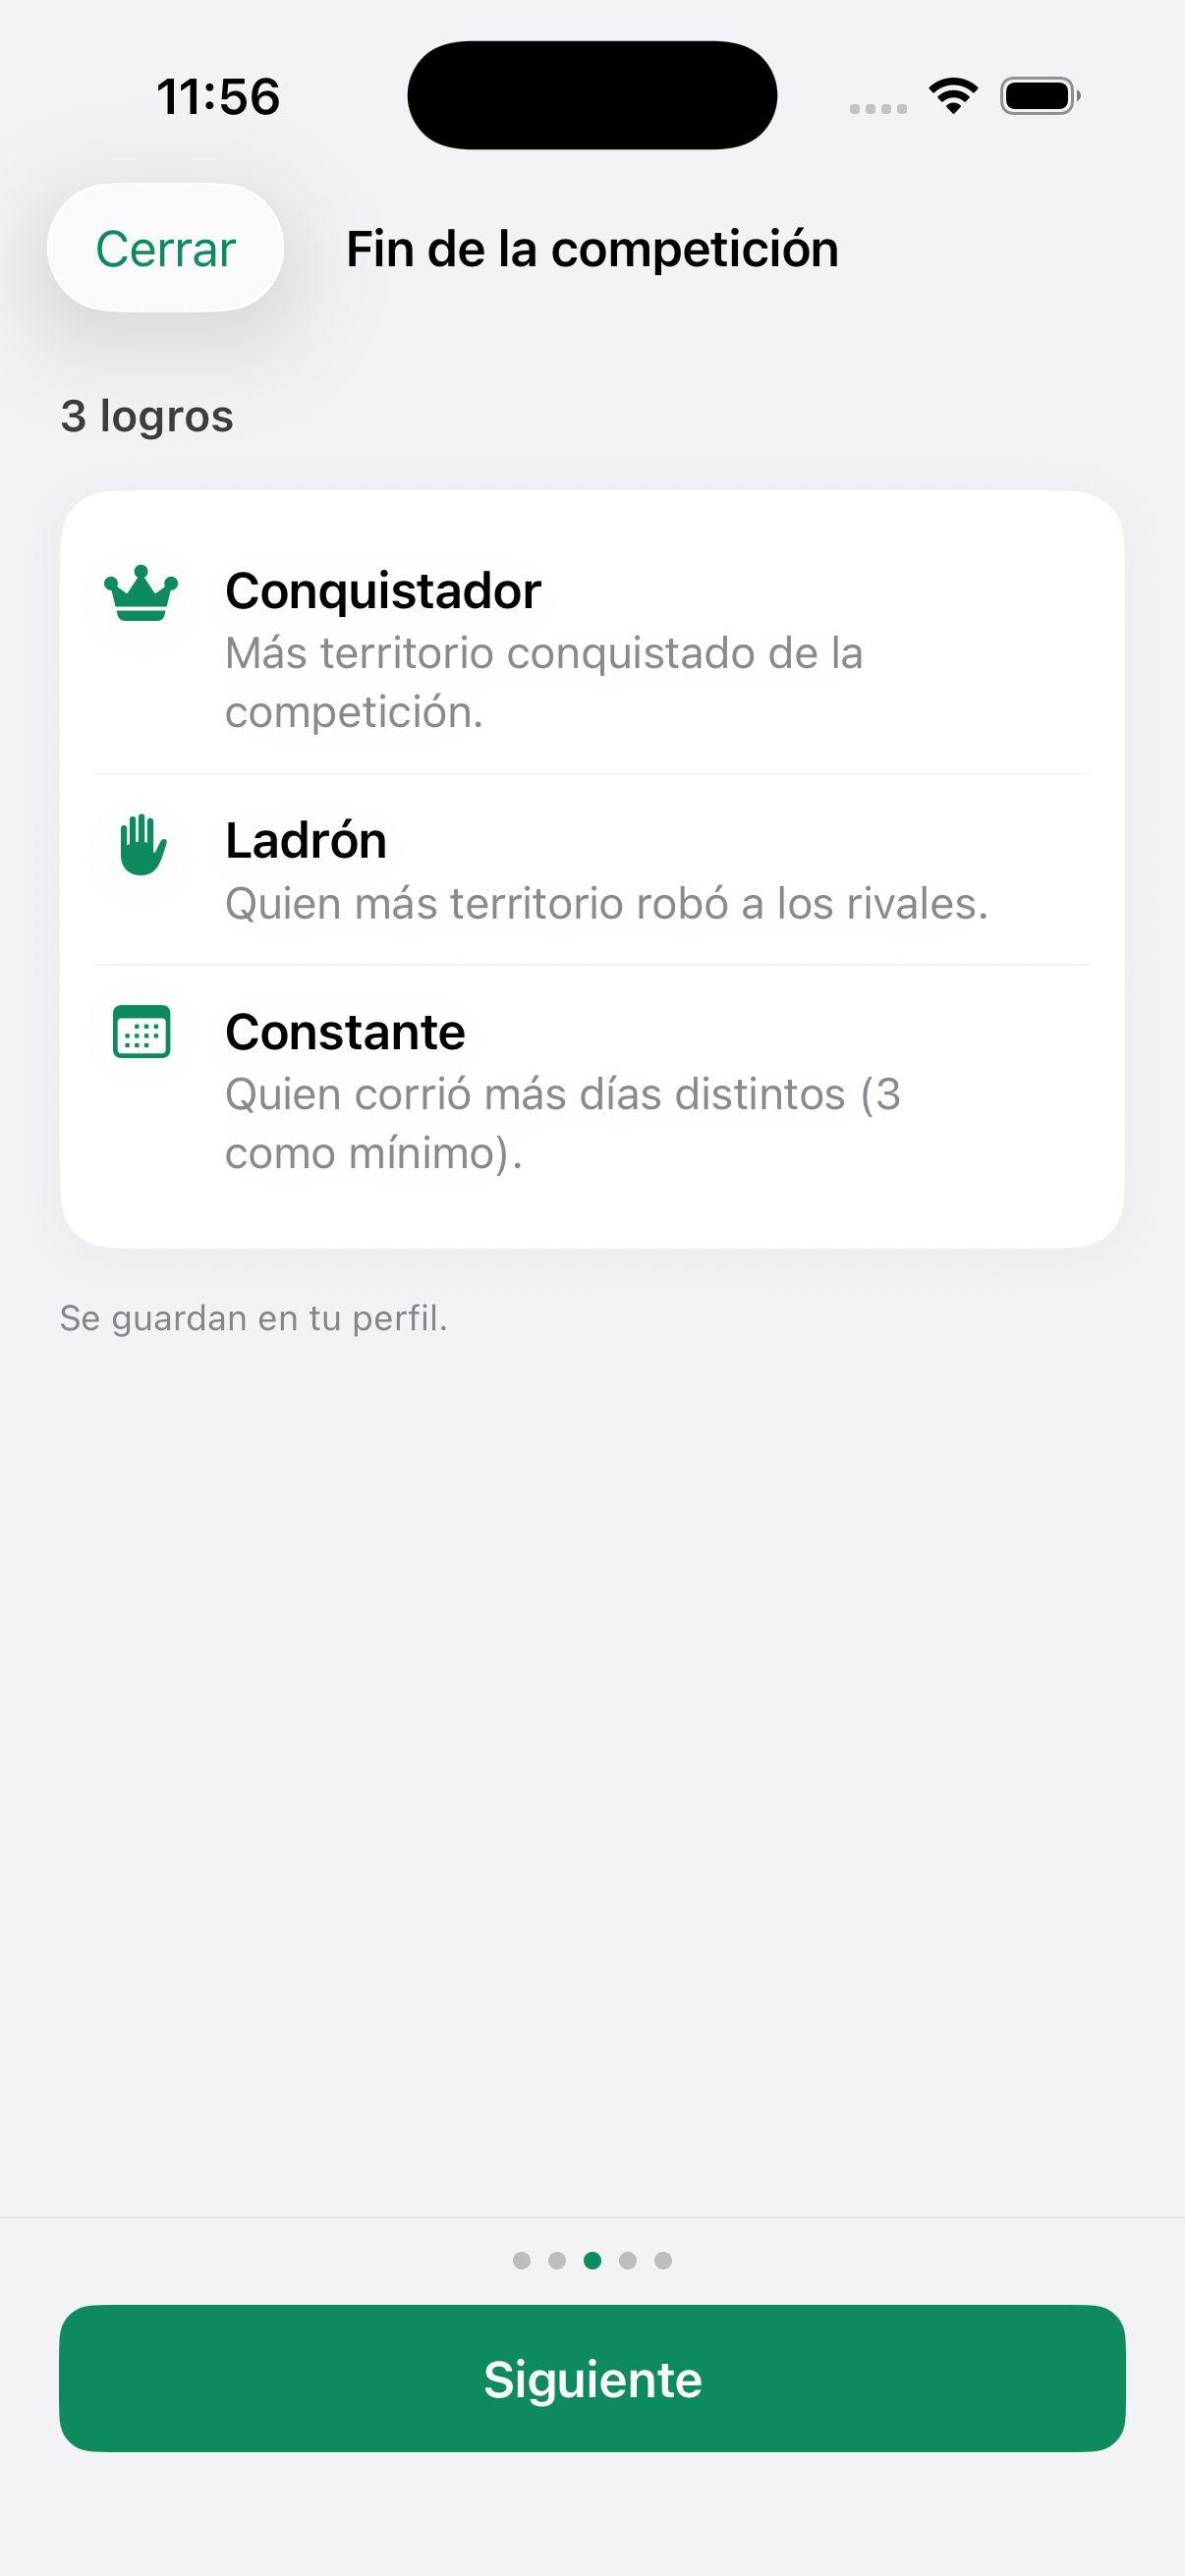 11:56
Cerrar
Fin de la competición
3 logros
Conquistador
Más territorio conquistado de la
competición.
Ladrón
Quien más territorio robó a los rivales.
Constante
Quien corrió más días distintos (3
como mínimo).
Se guardan en tu perfil.
Siguiente